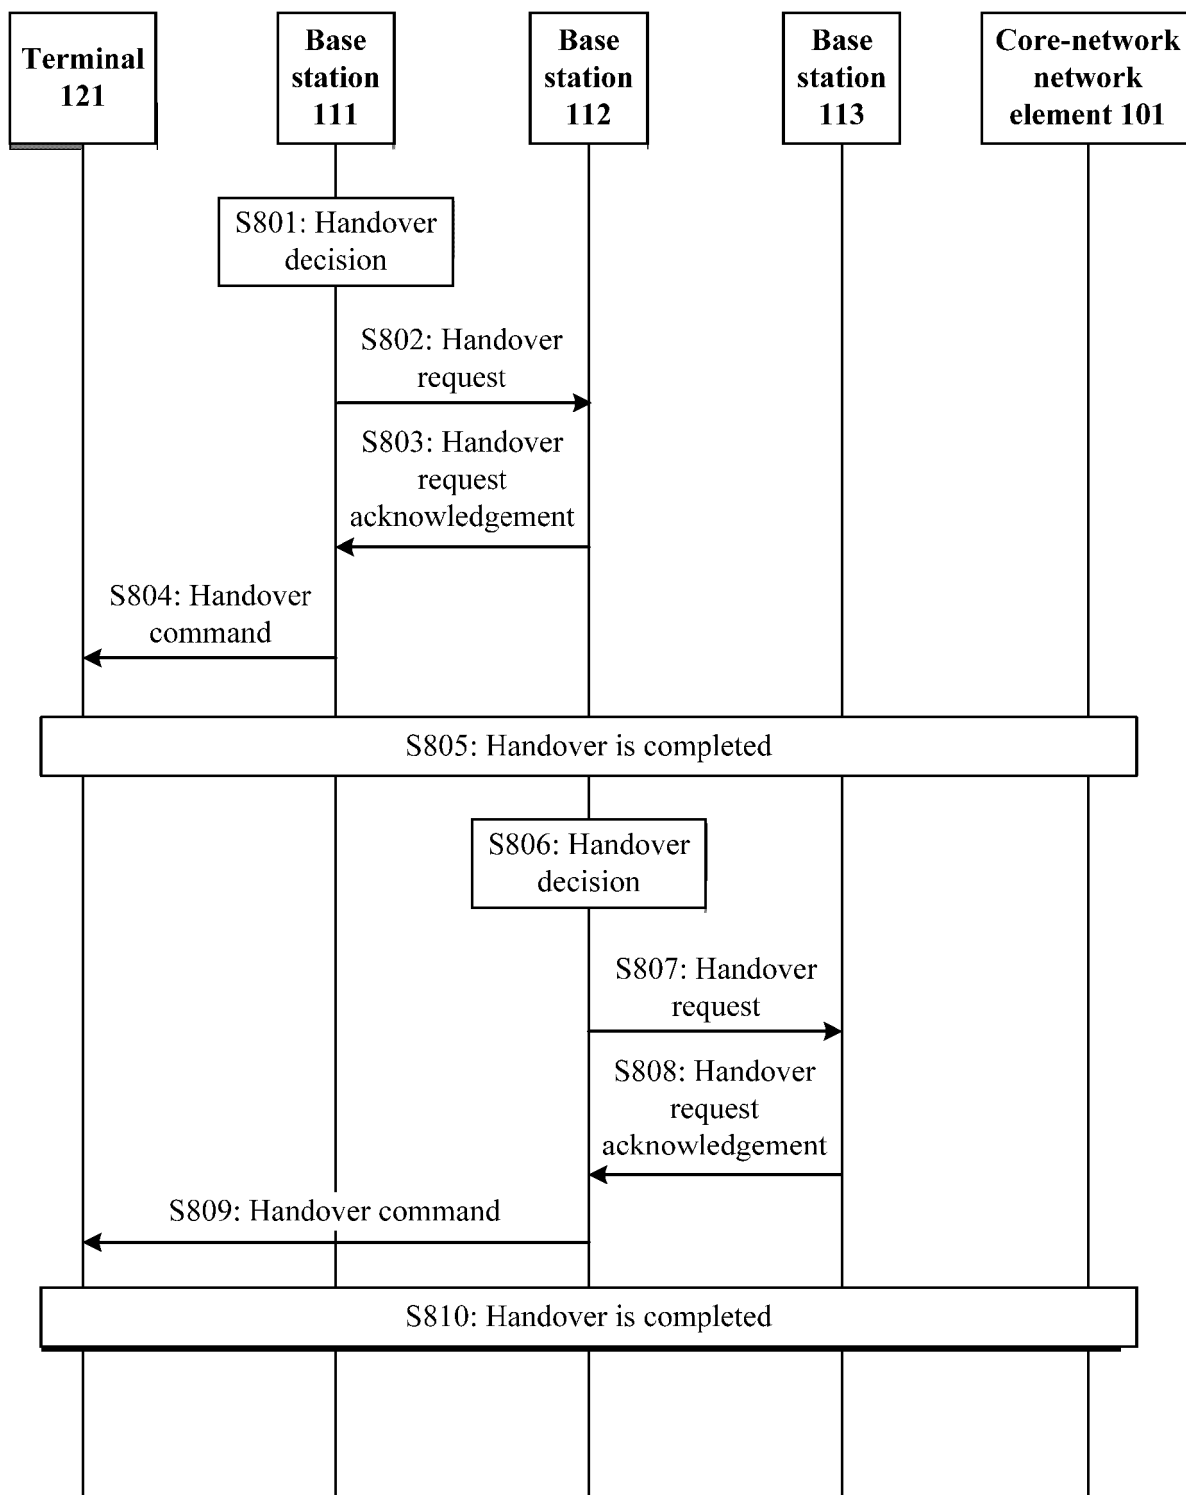 Terminal
121
Base
station
111
Base
station
112
Base
station
113
Core-network
network
element 101
S801: Handover
decision
S802: Handover
request
S803: Handover
request
acknowledgement
S804: Handover
command
S805: Handover is completed
S806: Handover
decision
S807: Handover
request
S808: Handover
request
acknowledgement
S809: Handover command
S810: Handover is completed